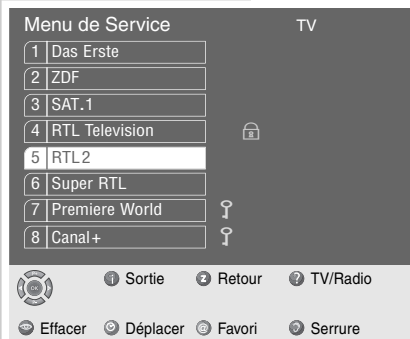 Menu de Service TV
1 Das Erste
2 ZDF
3 SAT.1
4 RTL Television
5 RTL2
6 Super RTL
7 Premiere World
8 Canal+
OK i Sortie 2 Retour ? TV/Radio
Effacer Déplacer @ Favori Serrure